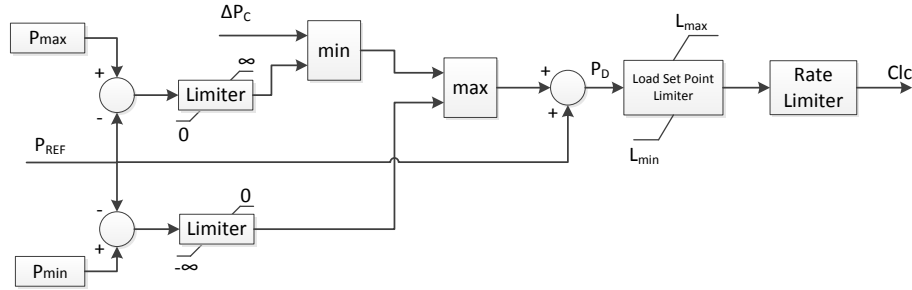 ΔPC
Pmax
min
Lmax
∞
+
Limiter
-
0
max
+
PD
+
Load Set Point
Limiter
Rate
Limiter
Clc
PREF
Lmin
-
0
+
Limiter
-∞
Pmin